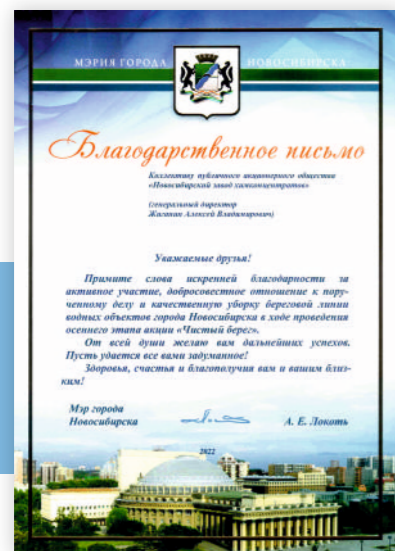 МЭРИЯ ГОРОДА НОВОСИБИРСКА
Благодарственное письмо
Коллективу публичного акционерного общества
«Новосибирский завод химконцентратов»
(генеральный директор
Жиганин Алексей Владимирович)
Уважаемые друзья!
Примите слова искренней благодарности за
активное участие, добросовестное отношение к пору-
ченному делу и качественную уборку береговой линии
водных объектов города Новосибирска в ходе проведения
осеннего этапа акции «Чистый берег».
От всей души желаю вам дальнейших успехов.
Пусть удается все вами задуманное!
Здоровья, счастья и благополучия вам и вашим близ-
ким!
Мэр города
Новосибирска А. Е. Локоть
2022